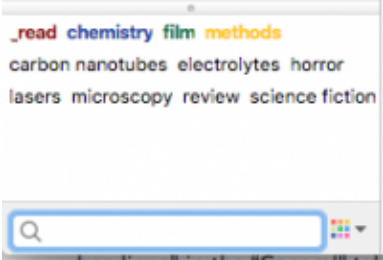 _read chemistry film methods
carbon nanotubes electrolytes horror
lasers microscopy review science fiction